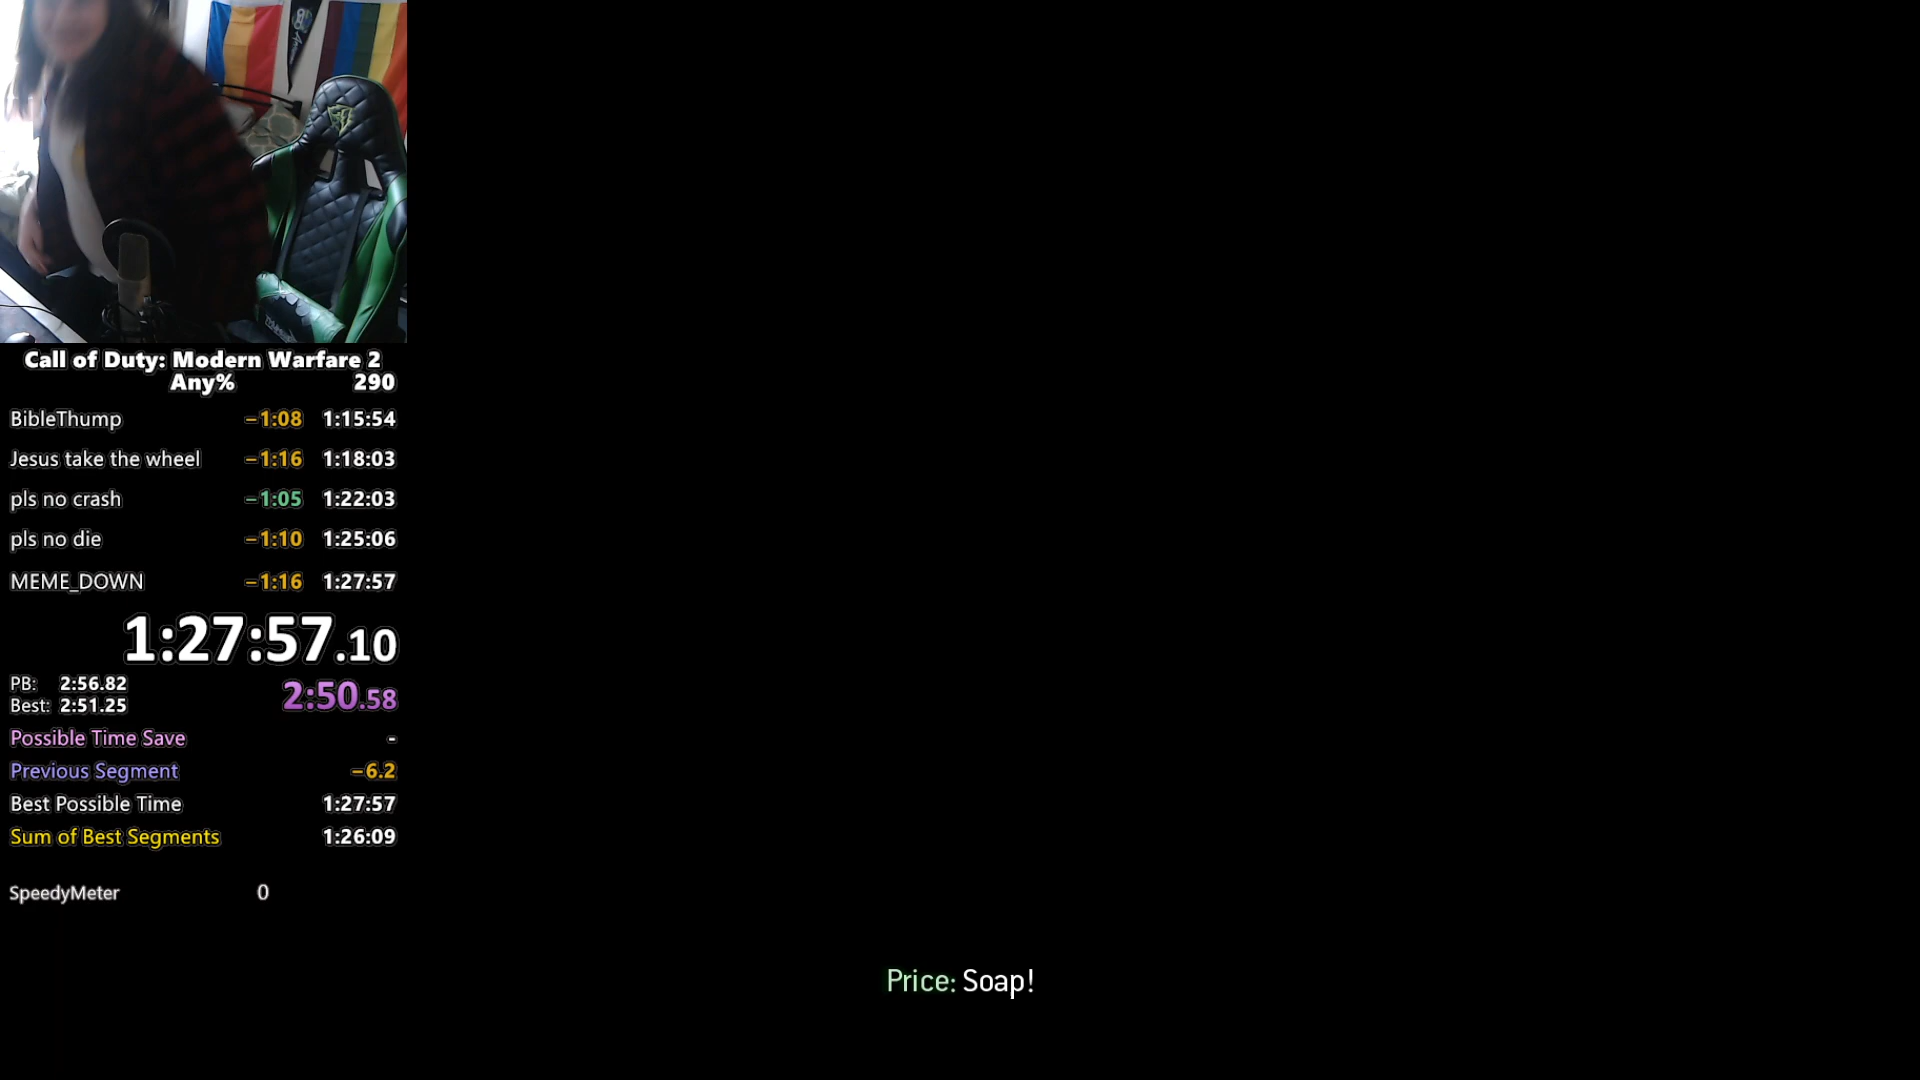 Call of Duty: Modern Warfare 2
Any% 290
BibleThump −1:08 1:15:54
Jesus take the wheel −1:16 1:18:03
pls no crash −1:05 1:22:03
pls no die −1:10 1:25:06
MEME_DOWN −1:16 1:27:57
1:27:57.10
PB: 2:56.82 2:50.58
Best: 2:51.25
Possible Time Save -
Previous Segment −6.2
Best Possible Time 1:27:57
Sum of Best Segments 1:26:09
SpeedyMeter 0
Price: Soap!